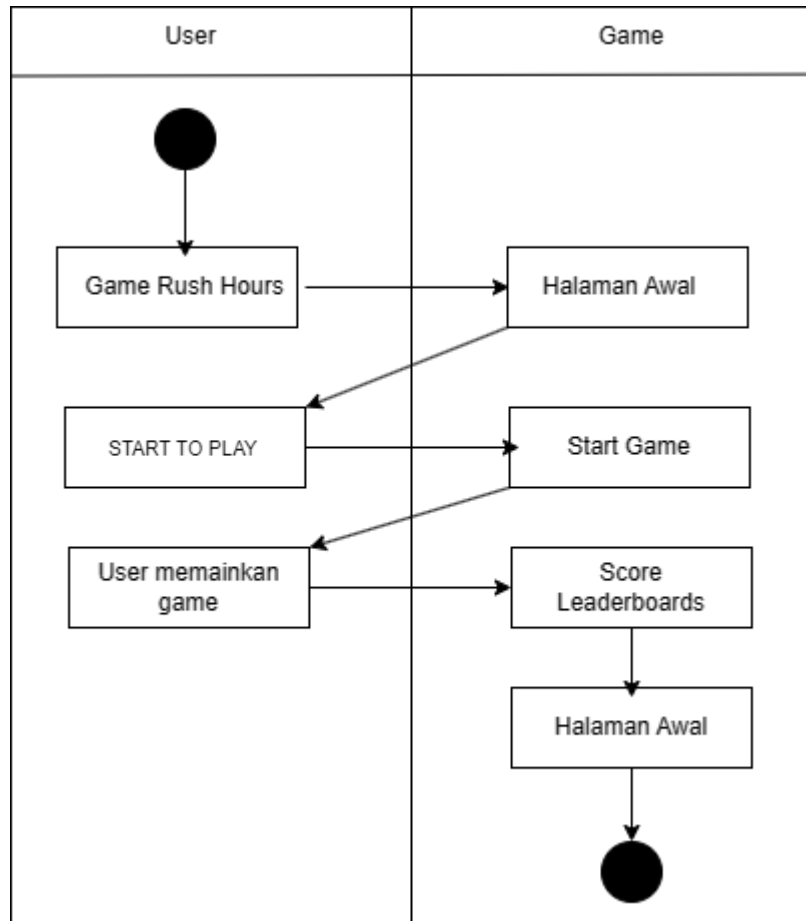 User
Game
Game Rush Hours
Halaman Awal
START TO PLAY
Start Game
User memainkan
game
Score
Leaderboards
Halaman Awal